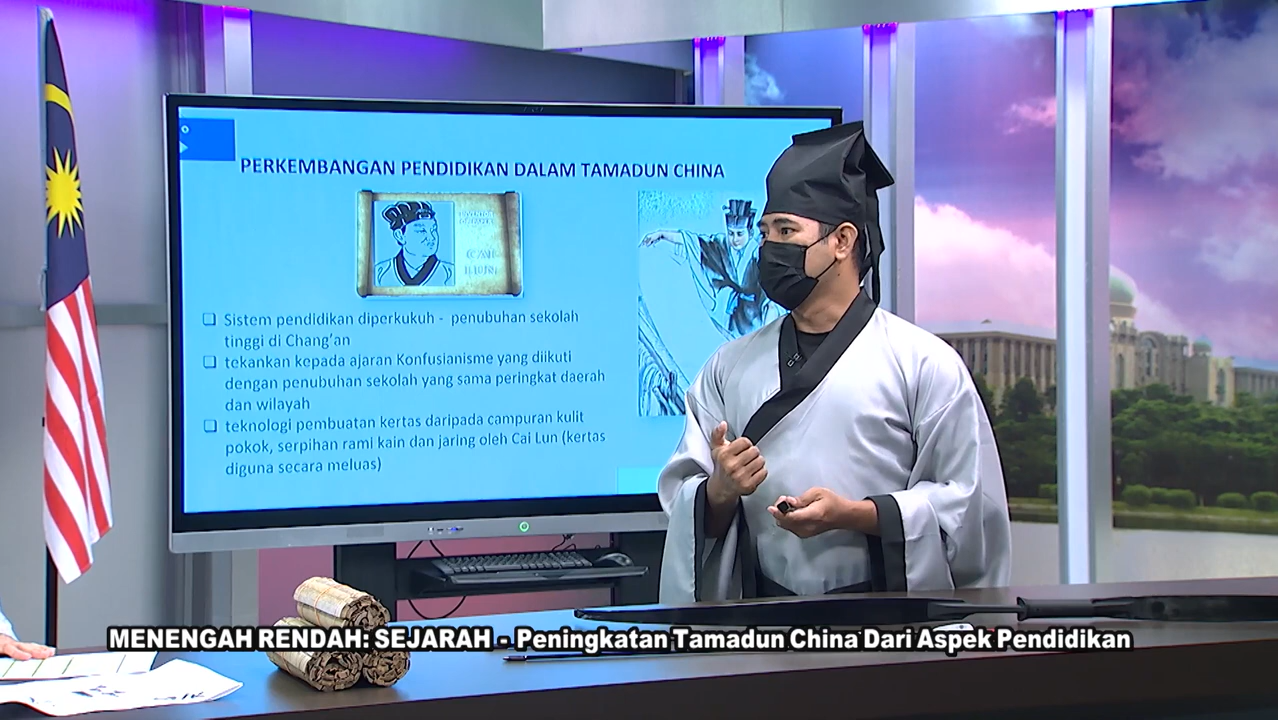 PERKEMBANGAN PENDIDIKAN DALAM TAMADUN CHINA
CAI
LUN
❑ Sistem pendidikan diperkukuh - penubuhan sekolah
tinggi di Chang'an
❑ tekankan kepada ajaran Konfusianisme yang diikuti
dengan penubuhan sekolah yang sama peringkat daerah
dan wilayah
❑ teknologi pembuatan kertas daripada campuran kulit
pokok, serpihan rami kain dan jaring oleh Cai Lun (kertas
diguna secara meluas)
MENENGAH RENDAH: SEJARAH - Peningkatan Tamadun China Dari Aspek Pendidikan